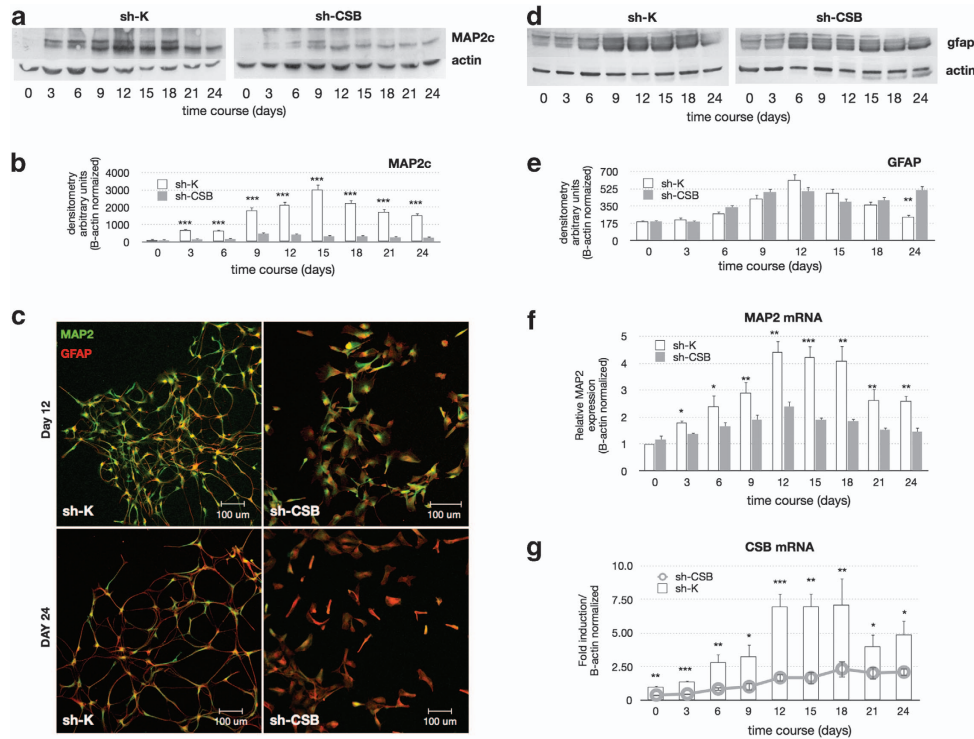 a
sh-K
sh-CSB
MAP2c
actin
0 3 6 9 12 15 18 21 24
0 3 6 9 12 15 18 21 24
time course (days)
time course (days)
b
MAP2c
densitometry
arbitrary units
(B-actin normaized)
4000
3000
2000
1000
0
sh-K
sh-CSB
*** *** *** *** *** *** *** ***
0 3 6 9 12 15 18 21 24
time course (days)
c
MAP2
GFAP
Day 12
sh-K
100 um
sh-CSB
100 um
DAY 24
sh-K
100 um
sh-CSB
100 um
d
sh-K
sh-CSB
gfap
actin
0 3 6 9 12 15 18 24
0 3 6 9 12 15 18 24
time course (days)
time course (days)
e
GFAP
densitometry
arbitrary units
(B-actin normaized)
700
525
350
175
0
sh-K
sh-CSB
**
0 3 6 9 12 15 18 24
time course (days)
f
MAP2 mRNA
Relative MAP2
expression
(B-actin normalized)
5
4
3
2
1
0
sh-K
sh-CSB
* * ** ** *** ** ** **
0 3 6 9 12 15 18 21 24
time course (days)
g
CSB mRNA
Fold induction/
B-actin normalized
10.0
7.50
5.00
2.50
0
sh-CSB
sh-K
** *** ** * *** ** ** * *
0 3 6 9 12 15 18 21 24
time course (days)